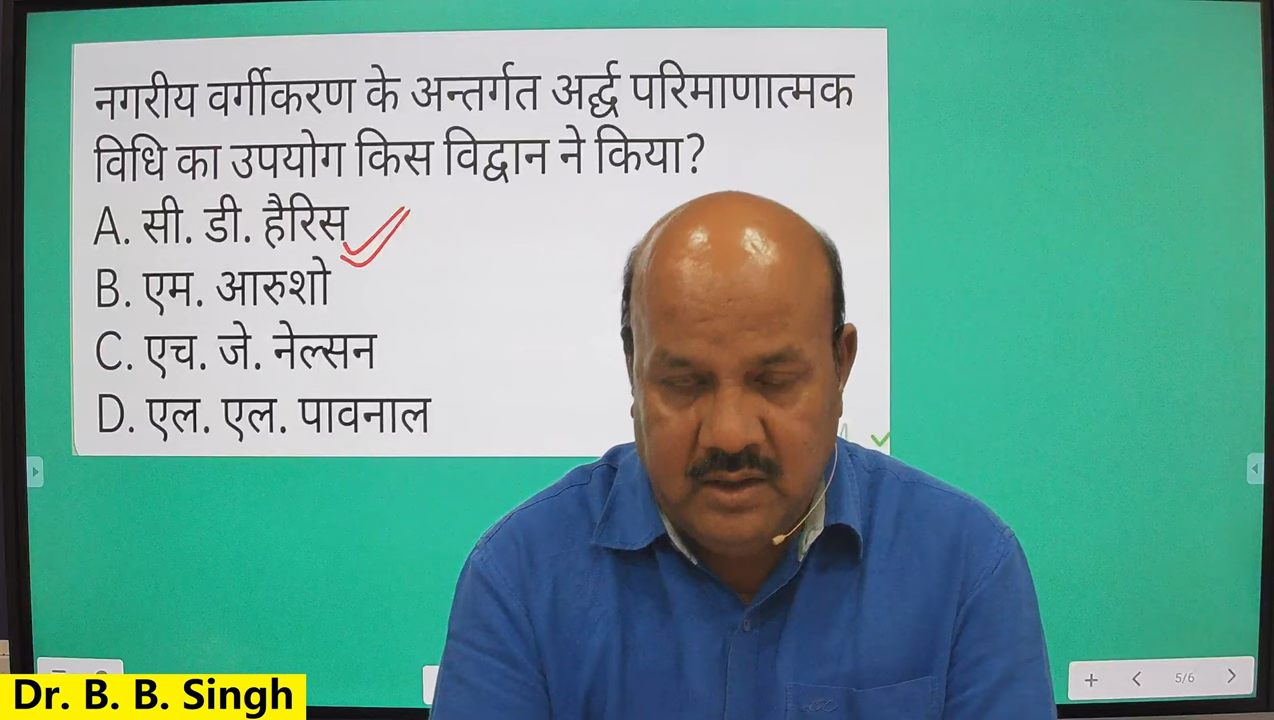 नगरीय वर्गीकरण के अन्तर्गत अर्द्ध परिमाणात्मक
विधि का उपयोग किस विद्वान ने किया?
A. सी. डी. हैरिस
B. एम. आरुशो
C. एच. जे. नेल्सन
D. एल. एल. पावनाल
5/6
Dr. B. B. Singh